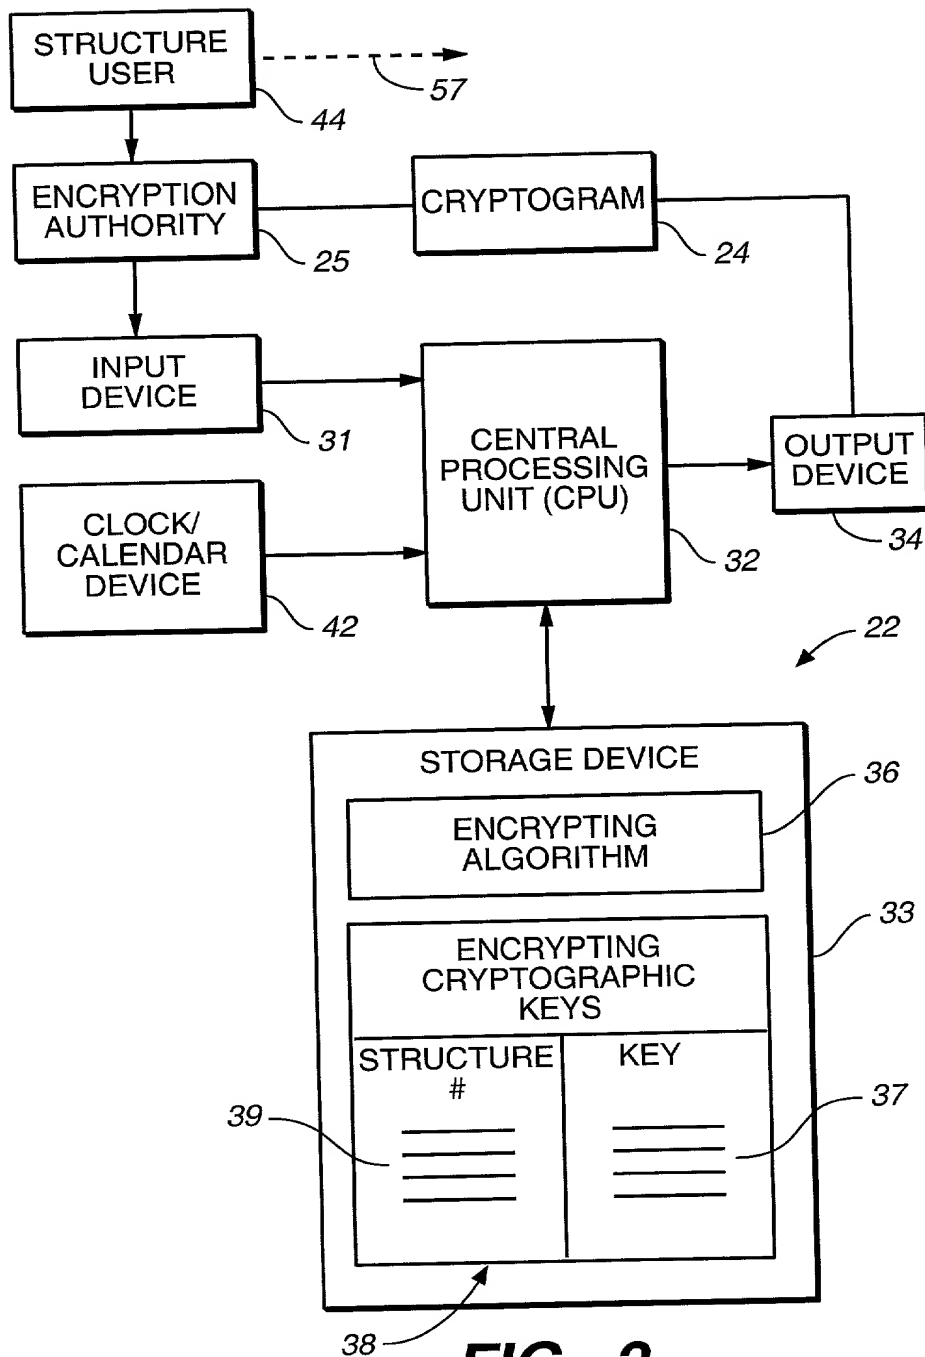 STRUCTURE
USER
57
44
ENCRYPTION
AUTHORITY
25
CRYPTOGRAM
24
INPUT
DEVICE
31
CENTRAL
PROCESSING
UNIT (CPU)
32
OUTPUT
DEVICE
34
CLOCK/
CALENDAR
DEVICE
42
22
STORAGE DEVICE
36
ENCRYPTING
ALGORITHM
33
ENCRYPTING
CRYPTOGRAPHIC
KEYS
STRUCTURE
#
KEY
39
37
38